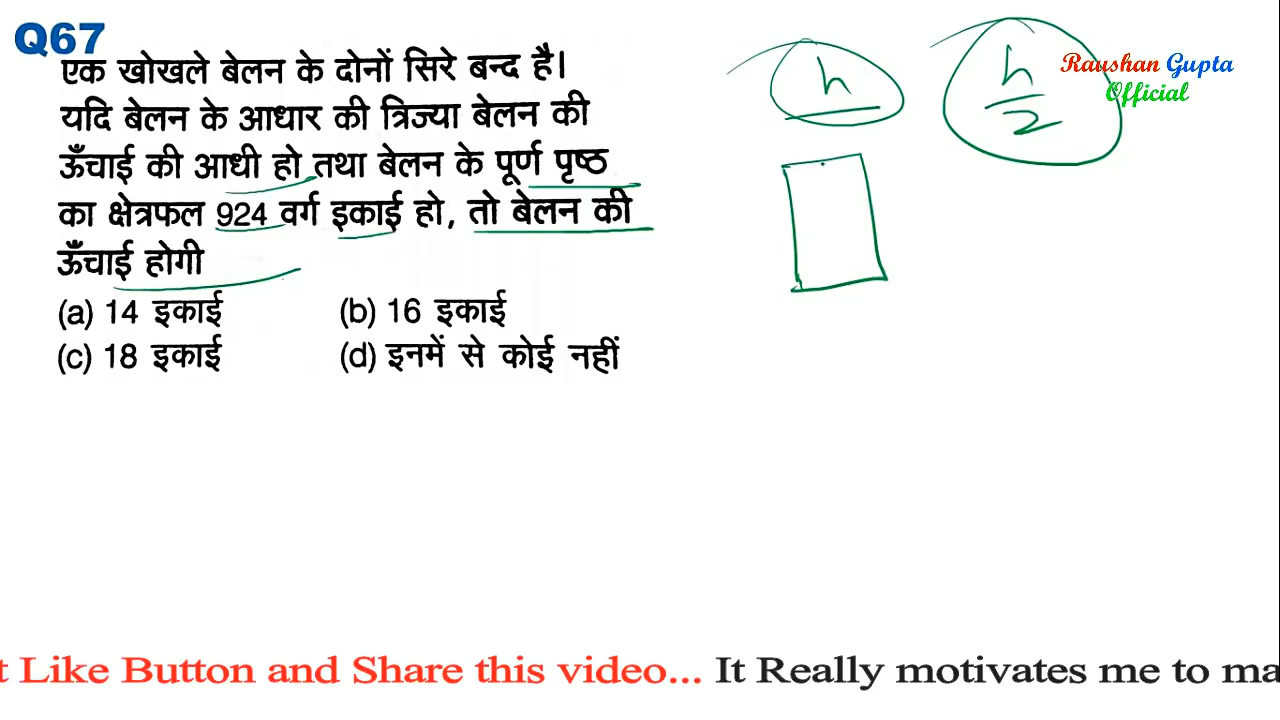 Q67
एक खोखले बेलन के दोनों सिरे बन्द है।
यदि बेलन के आधार की त्रिज्या बेलन की
ऊँचाई की आधी हो तथा बेलन के पूर्ण पृष्ठ
का क्षेत्रफल 924 वर्ग इकाई हो, तो बेलन की
ऊँचाई होगी
(a) 14 इकाई (b) 16 इकाई
(c) 18 इकाई (d) इनमें से कोई नहीं
h
h
2
Raushan Gupta
Official
t Like Button and Share this video... It Really motivates me to ma